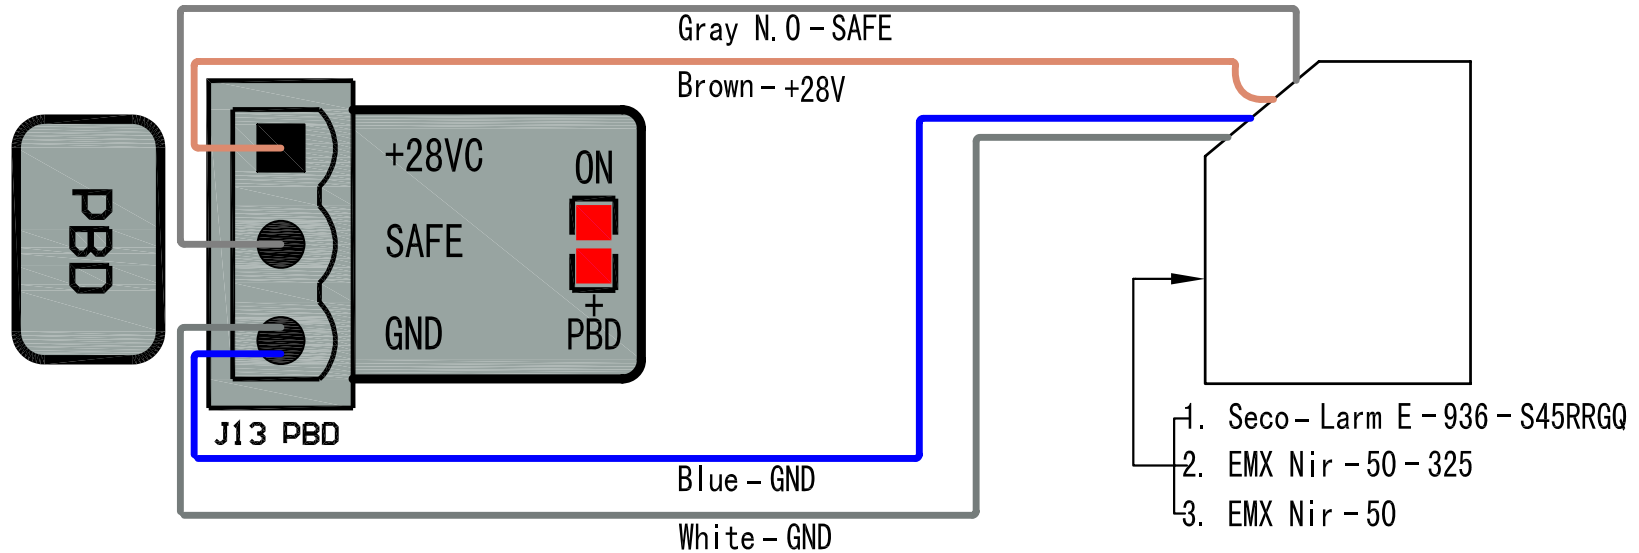 Gray N.O-SAFE
Brown-+28V
PBD
+28VC
SAFE
GND
ON
+
PBD
J13 PBD
Blue-GND
White-GND
1. Seco-Larm E-936-S45RRGQ
2. EMX Nir-50-325
3. EMX Nir-50